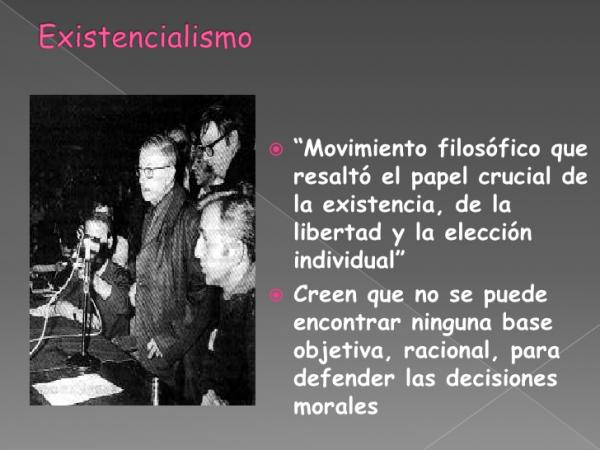 Existencialismo
“Movimiento filosófico que
resaltó el papel crucial de
la existencia, de la
libertad y la elección
individual”
Creen que no se puede
encontrar ninguna base
objetiva, racional, para
defender las decisiones
morales